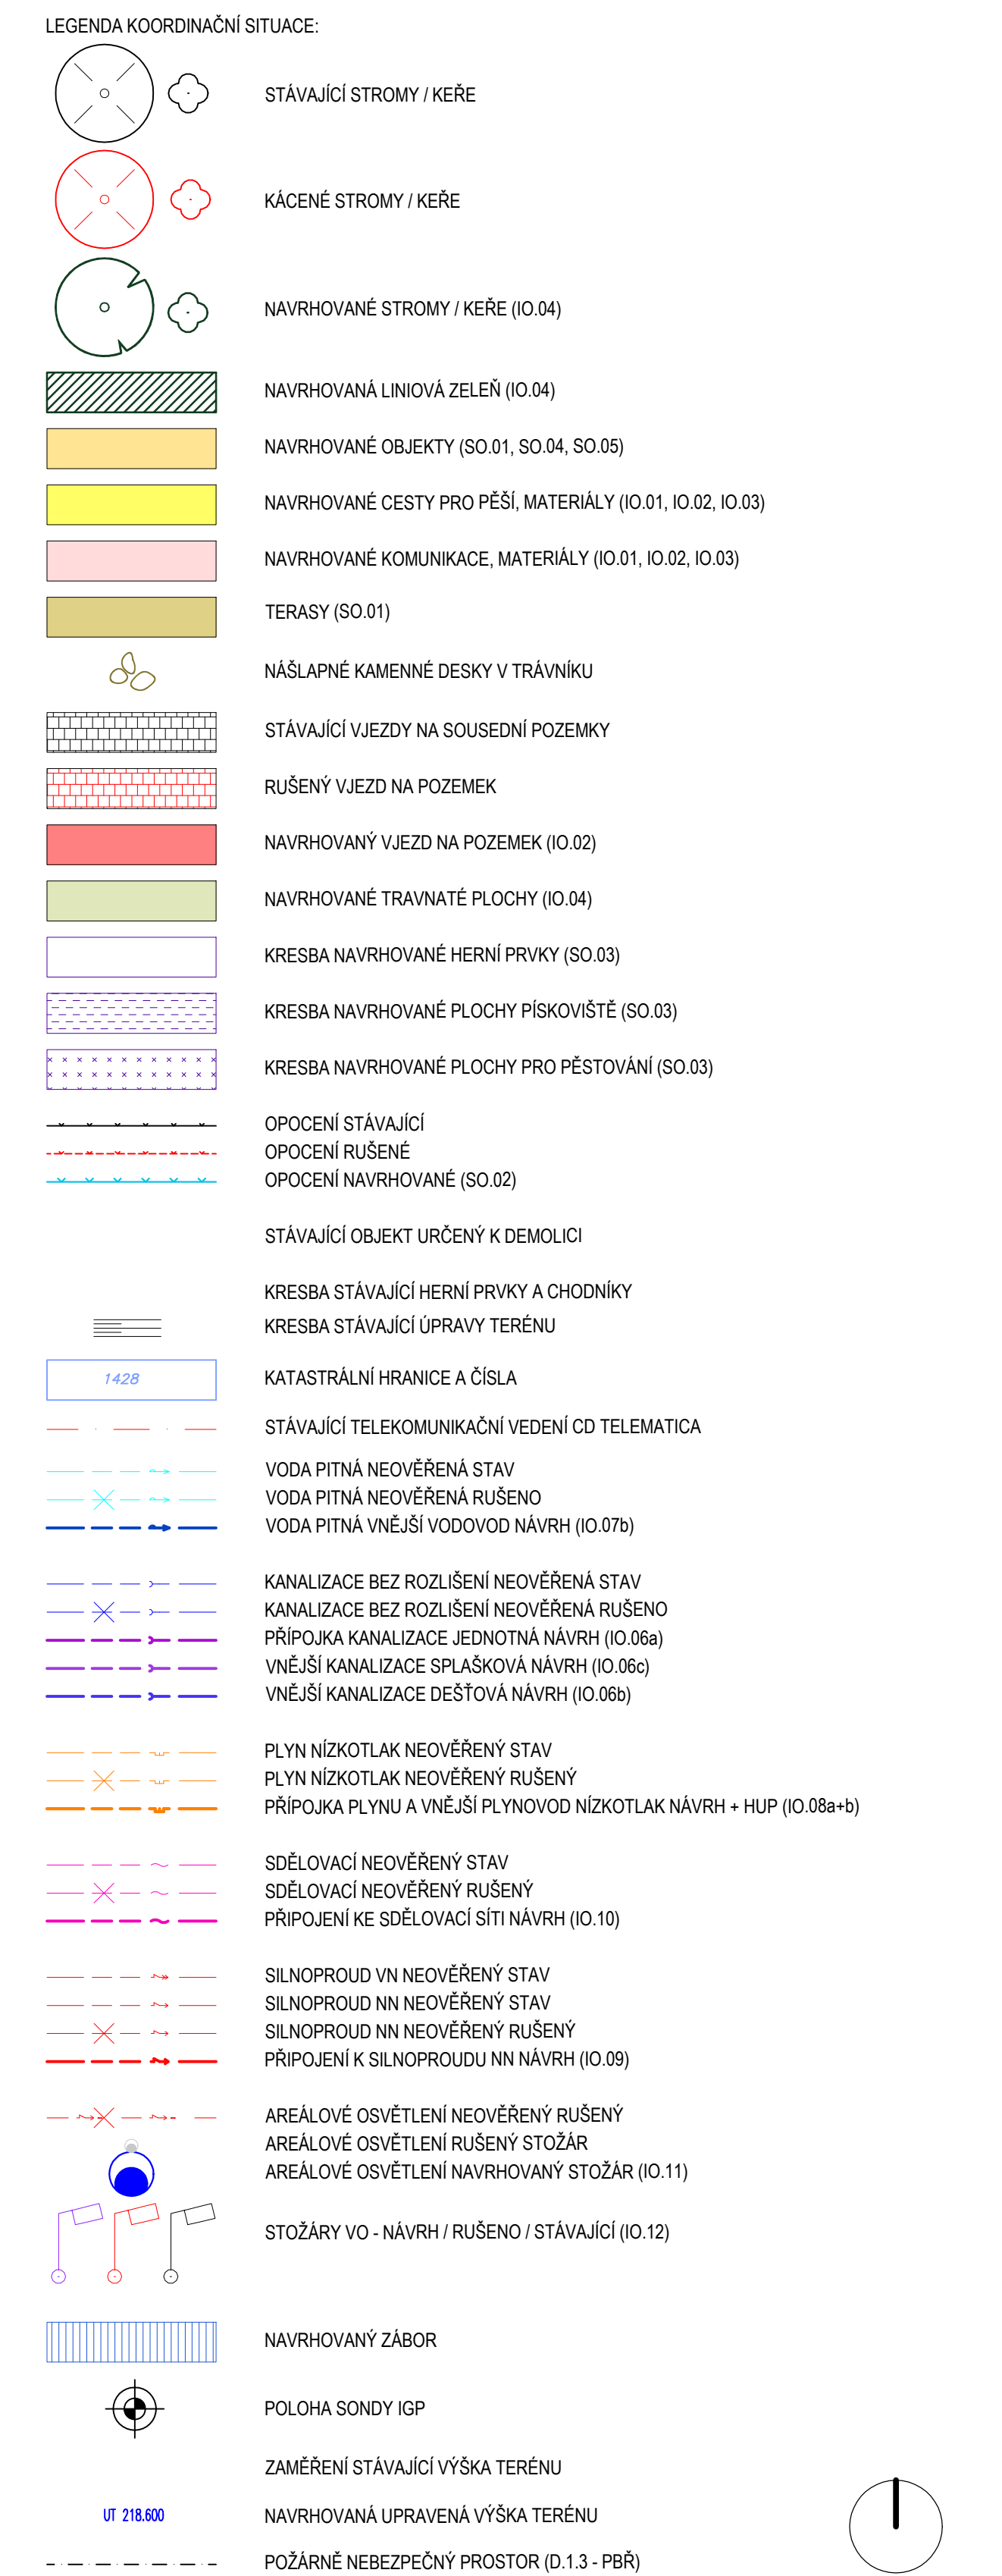 LEGENDA KOORDINAČNÍ SITUACE:
STÁVAJÍCÍ STROMY / KEŘE
KÁCENÉ STROMY / KEŘE
NAVRHOVANÉ STROMY / KEŘE (IO.04)
NAVRHOVANÁ LINIOVÁ ZELEŇ (IO.04)
NAVRHOVANÉ OBJEKTY (SO.01, SO.04, SO.05)
NAVRHOVANÉ CESTY PRO PĚŠÍ, MATERIÁLY (IO.01, IO.02, IO.03)
NAVRHOVANÉ KOMUNIKACE, MATERIÁLY (IO.01, IO.02, IO.03)
TERASY (SO.01)
NÁŠLAPNÉ KAMENNÉ DESKY V TRÁVNÍKU
STÁVAJÍCÍ VJEZDY NA SOUSEDNÍ POZEMKY
RUŠENÝ VJEZD NA POZEMEK
NAVRHOVANÝ VJEZD NA POZEMEK (IO.02)
NAVRHOVANÉ TRAVNATÉ PLOCHY (IO.04)
KRESBA NAVRHOVANÉ HERNÍ PRVKY (SO.03)
KRESBA NAVRHOVANÉ PLOCHY PÍSKOVIŠTĚ (SO.03)
KRESBA NAVRHOVANÉ PLOCHY PRO PĚSTOVÁNÍ (SO.03)
OPOCENÍ STÁVAJÍCÍ
OPOCENÍ RUŠENÉ
OPOCENÍ NAVRHOVANÉ (SO.02)
STÁVAJÍCÍ OBJEKT URČENÝ K DEMOLICI
KRESBA STÁVAJÍCÍ HERNÍ PRVKY A CHODNÍKY
KRESBA STÁVAJÍCÍ ÚPRAVY TERÉNU
1428 KATASTRÁLNÍ HRANICE A ČÍSLA
STÁVAJÍCÍ TELEKOMUNIKAČNÍ VEDENÍ CD TELEMATICA
VODA PITNÁ NEOVĚŘENÁ STAV
VODA PITNÁ NEOVĚŘENÁ RUŠENO
VODA PITNÁ VNĚJŠÍ VODOVOD NÁVRH (IO.07b)
KANALIZACE BEZ ROZLIŠENÍ NEOVĚŘENÁ STAV
KANALIZACE BEZ ROZLIŠENÍ NEOVĚŘENÁ RUŠENO
PŘÍPOJKA KANALIZACE JEDNOTNÁ NÁVRH (IO.06a)
VNĚJŠÍ KANALIZACE SPLAŠKOVÁ NÁVRH (IO.06c)
VNĚJŠÍ KANALIZACE DEŠŤOVÁ NÁVRH (IO.06b)
PLYN NÍZKOTLAK NEOVĚŘENÝ STAV
PLYN NÍZKOTLAK NEOVĚŘENÝ RUŠENÝ
PŘÍPOJKA PLYNU A VNĚJŠÍ PLYNOVOD NÍZKOTLAK NÁVRH + HUP (IO.08a+b)
SDĚLOVACÍ NEOVĚŘENÝ STAV
SDĚLOVACÍ NEOVĚŘENÝ RUŠENÝ
PŘIPOJENÍ KE SDĚLOVACÍ SÍTI NÁVRH (IO.10)
SILNOPROUD VN NEOVĚŘENÝ STAV
SILNOPROUD NN NEOVĚŘENÝ STAV
SILNOPROUD NN NEOVĚŘENÝ RUŠENÝ
PŘIPOJENÍ K SILNOPROUDU NN NÁVRH (IO.09)
AREÁLOVÉ OSVĚTLENÍ NEOVĚŘENÝ RUŠENÝ
AREÁLOVÉ OSVĚTLENÍ RUŠENÝ STOŽÁR
AREÁLOVÉ OSVĚTLENÍ NAVRHOVANÝ STOŽÁR (IO.11)
STOŽÁRY VO - NÁVRH / RUŠENO / STÁVAJÍCÍ (IO.12)
NAVRHOVANÝ ZÁBOR
POLOHA SONDY IGP
ZAMĚŘENÍ STÁVAJÍCÍ VÝŠKA TERÉNU
UT 218.600 NAVRHOVANÁ UPRAVENÁ VÝŠKA TERÉNU
POŽÁRNĚ NEBEZPEČNÝ PROSTOR (D.1.3 - PBŘ)